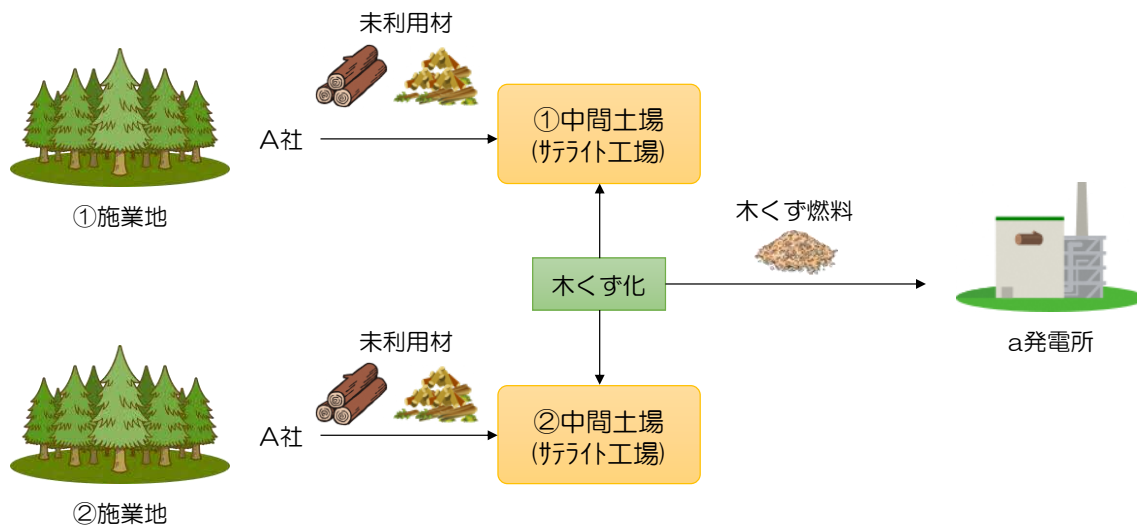 未利用材
A社
①中間土場
(ｻﾃﾗｲﾄ工場)
①施業地
木くず燃料
木くず化
a発電所
未利用材
A社
②中間土場
(ｻﾃﾗｲﾄ工場)
②施業地